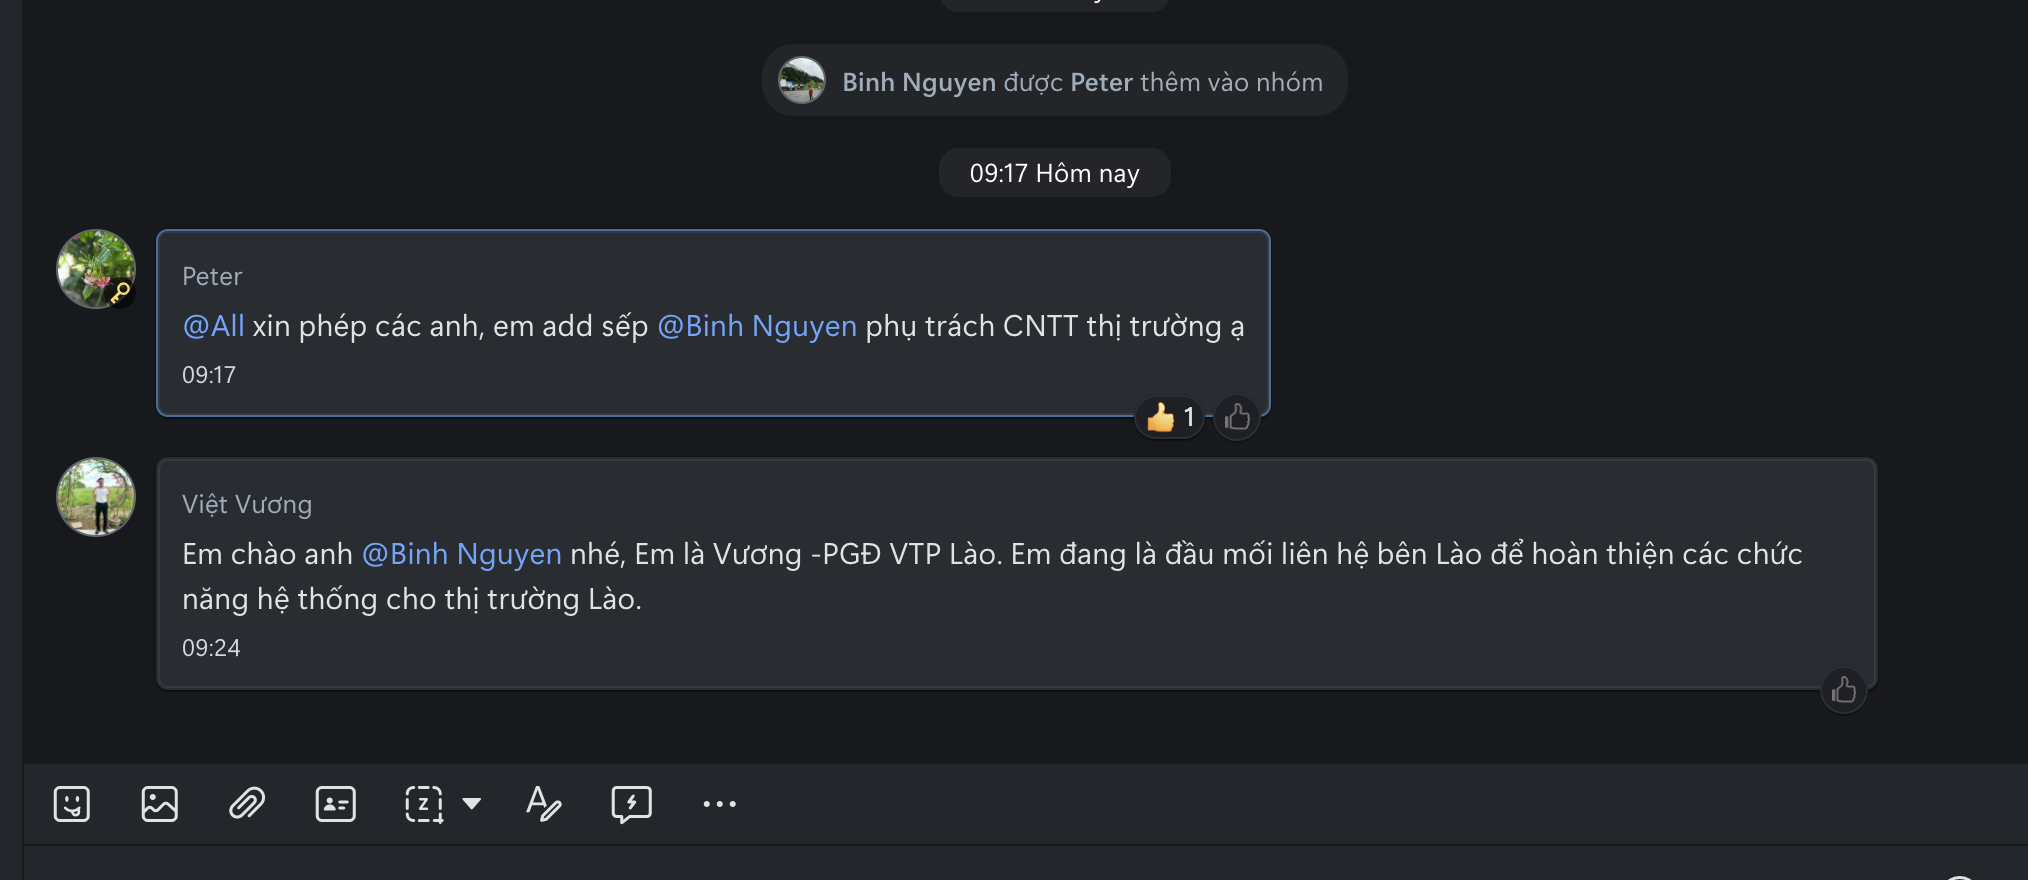 Binh Nguyen được Peter thêm vào nhóm
09:17 Hôm nay
Peter
@All xin phép các anh, em add sếp @Binh Nguyen phụ trách CNTT thị trường ạ
09:17
1
Việt Vương
Em chào anh @Binh Nguyen nhé, Em là Vương -PGĐ VTP Lào. Em đang là đầu mối liên hệ bên Lào để hoàn thiện các chức
năng hệ thống cho thị trường Lào.
09:24